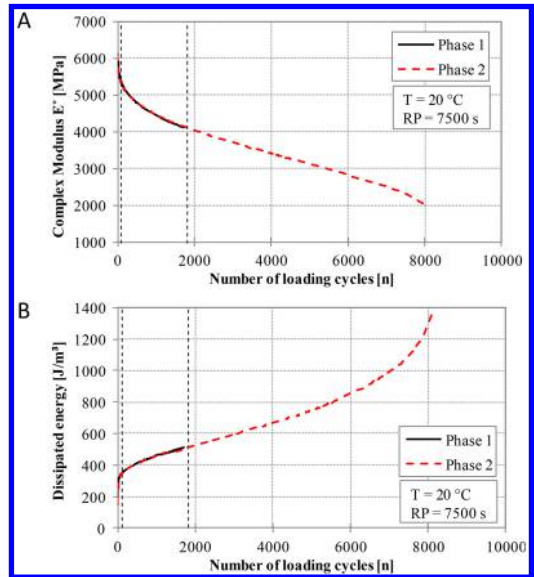 A
7000
6000
5000
4000
3000
2000
1000
Complex Modulus E* [MPa]
Phase 1
Phase 2
T = 20 °C
RP = 7500 s
0 2000 4000 6000 8000 10000
Number of loading cycles [n]
B
1400
1200
1000
800
600
400
200
0
Dissipated energy [J/m³]
Phase 1
Phase 2
T = 20 °C
RP = 7500 s
0 2000 4000 6000 8000 10000
Number of loading cycles [n]